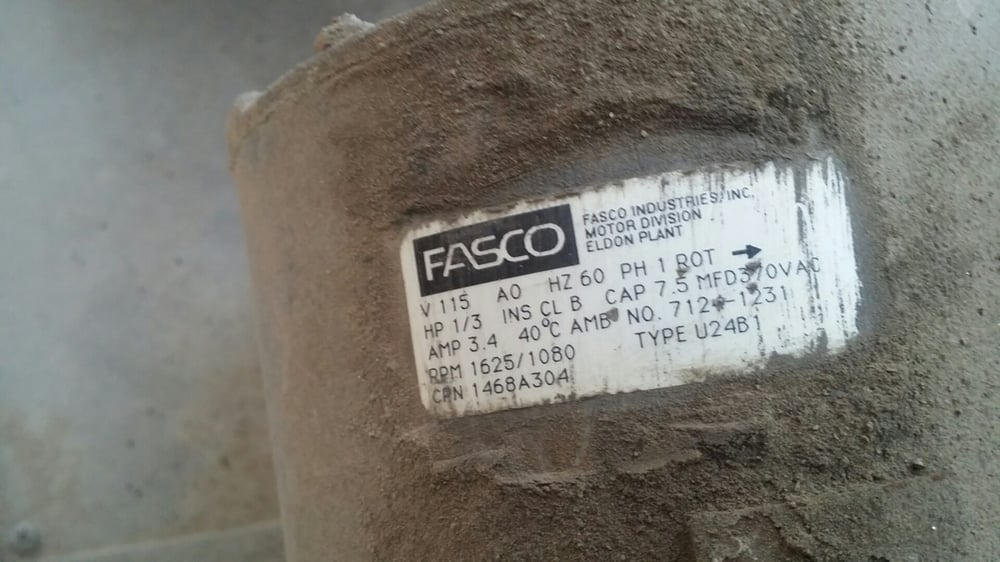 FASCO
FASCO INDUSTRIES, INC.
MOTOR DIVISION
ELDON PLANT
V 115 AO HZ 60 PH 1 ROT →
HP 1/3 INS CL B CAP 7.5 MFD370VAC
AMP 3.4 40°C AMB NO.
RPM 1625/1080 TYPE U24B1
CPN 1468A304